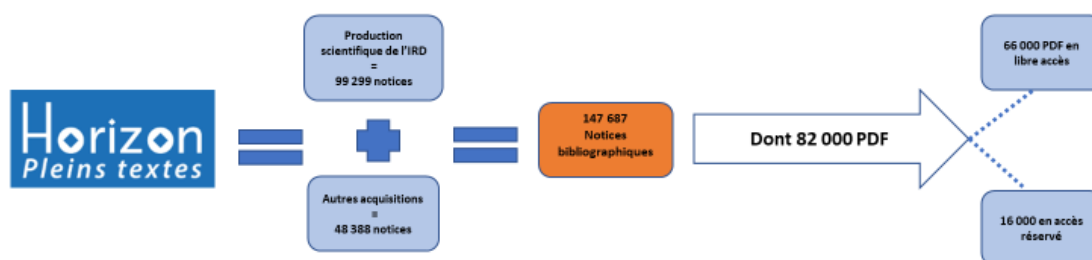 Horizon
Pleins textes
Production
scientifique de l'IRD
=
99 299 notices
Autres acquisitions
=
48 388 notices
147 687
Notices
bibliographiques
Dont 82 000 PDF
66 000 PDF en
libre accès
16 000 en accès
réservé